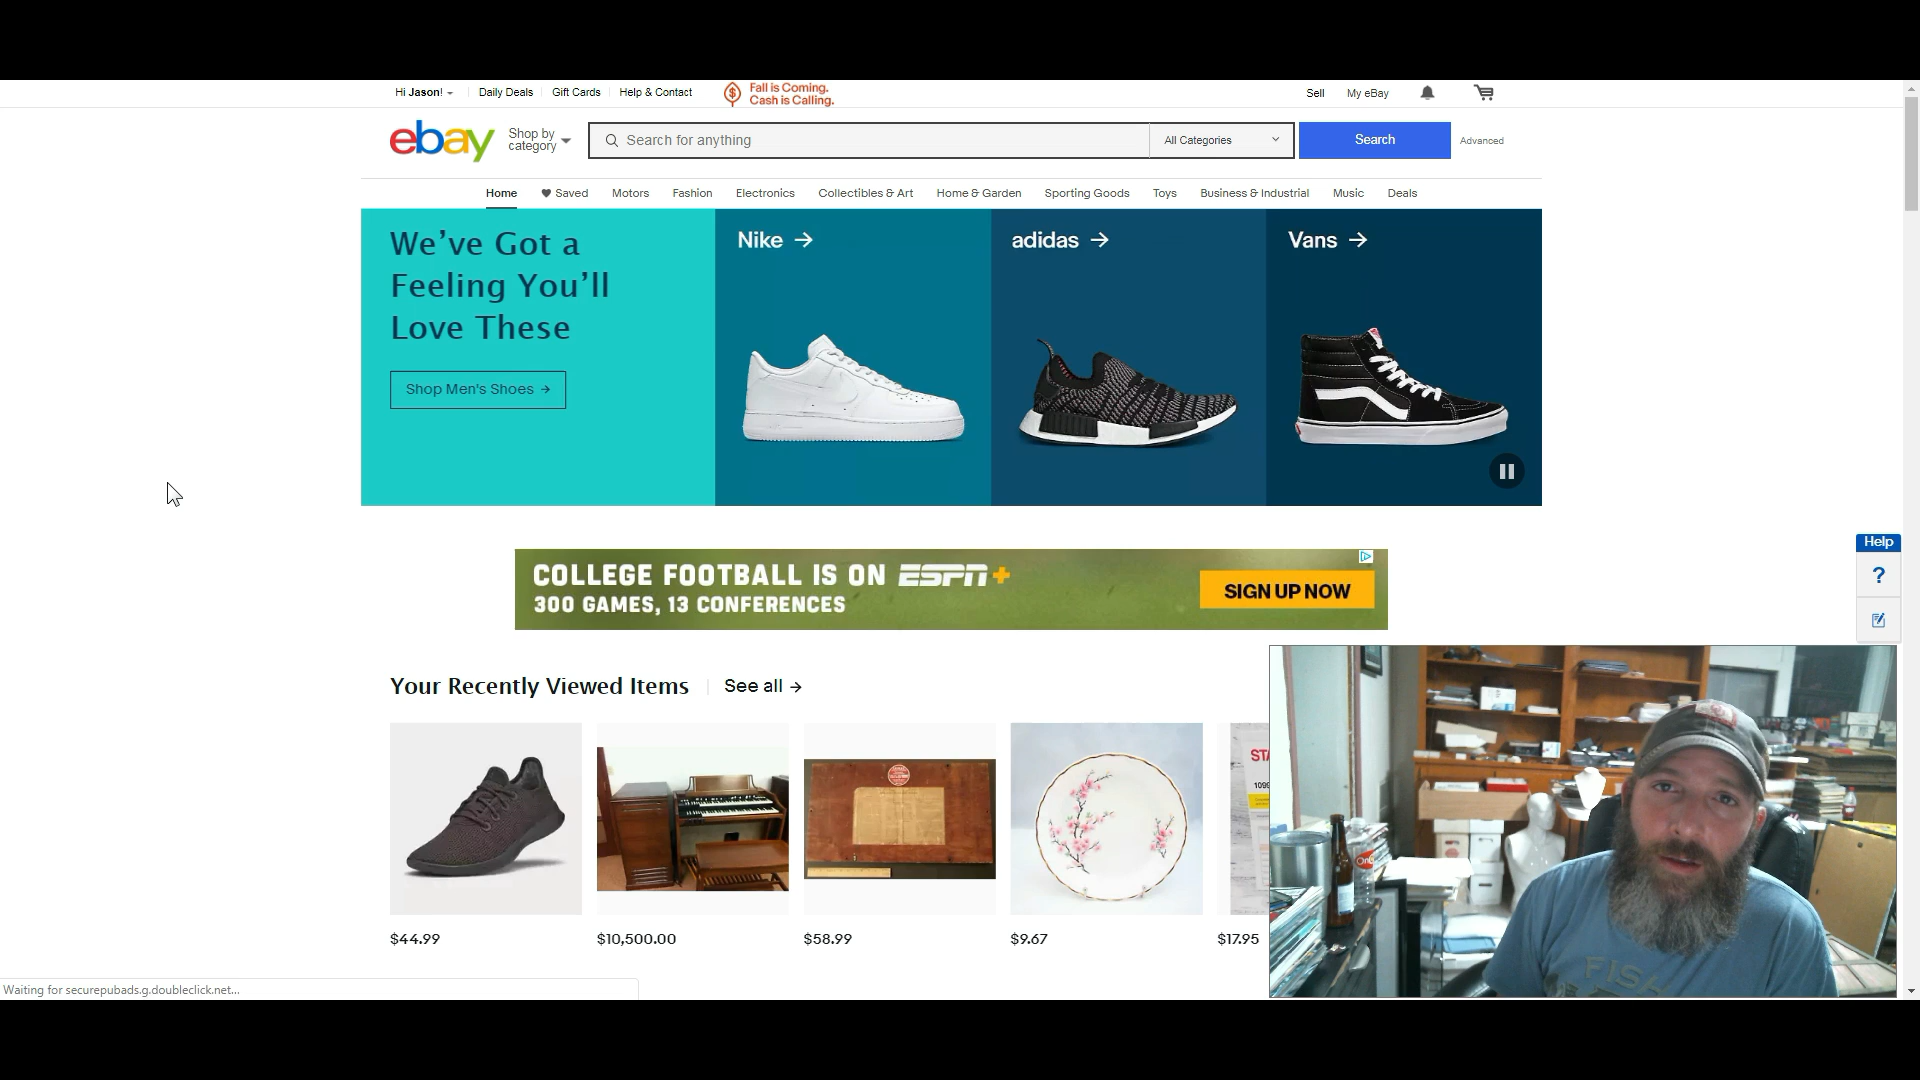 Hi Jason!
Daily Deals
Gift Cards
Help & Contact
Fall is Coming.
Cash is Calling.
Sell
My eBay
ebay
Shop by
category
Search for anything
All Categories
Search
Advanced
Home
Saved
Motors
Fashion
Electronics
Collectibles & Art
Home & Garden
Sporting Goods
Toys
Business & Industrial
Music
Deals
We've Got a
Feeling You'll
Love These
Shop Men's Shoes →
Nike →
adidas →
Vans →
COLLEGE FOOTBALL IS ON ESPN+
300 GAMES, 13 CONFERENCES
SIGN UP NOW
Help
?
Your Recently Viewed Items
See all →
STA
1099
$44.99
$10,500.00
$58.99
$9.67
$17.95
FISH
Waiting for securepubads.g.doubleclick.net...